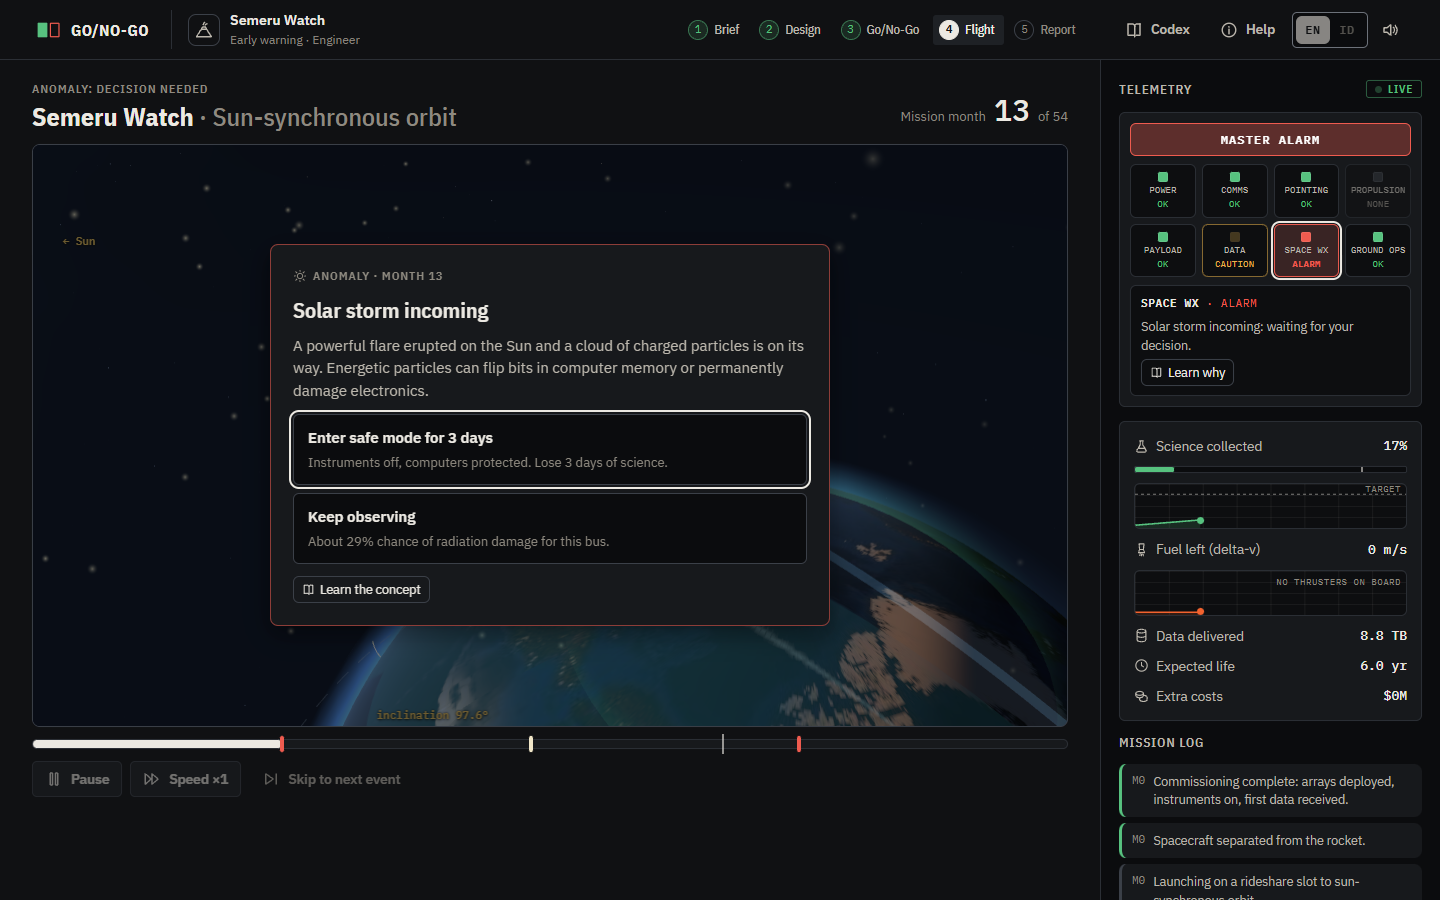 GO/NO-GO
Semeru Watch
Early warning · Engineer
1 Brief
2 Design
3 Go/No-Go
4 Flight
5 Report
Codex
Help
EN ID
ANOMALY: DECISION NEEDED
Semeru Watch · Sun-synchronous orbit
Mission month 13 of 54
← Sun
ANOMALY · MONTH 13
Solar storm incoming
A powerful flare erupted on the Sun and a cloud of charged particles is on its
way. Energetic particles can flip bits in computer memory or permanently
damage electronics.
Enter safe mode for 3 days
Instruments off, computers protected. Lose 3 days of science.
Keep observing
About 29% chance of radiation damage for this bus.
Learn the concept
inclination 97.6°
Pause
Speed ×1
Skip to next event
TELEMETRY
LIVE
MASTER ALARM
POWER
OK
COMMS
OK
POINTING
OK
PROPULSION
NONE
PAYLOAD
OK
DATA
CAUTION
SPACE WX
ALARM
GROUND OPS
OK
SPACE WX · ALARM
Solar storm incoming: waiting for your
decision.
Learn why
Science collected 17%
TARGET
Fuel left (delta-v) 0 m/s
NO THRUSTERS ON BOARD
Data delivered 8.8 TB
Expected life 6.0 yr
Extra costs $0M
MISSION LOG
M0 Commissioning complete: arrays deployed,
instruments on, first data received.
M0 Spacecraft separated from the rocket.
M0 Launching on a rideshare slot to sun-
synchronous orbit.